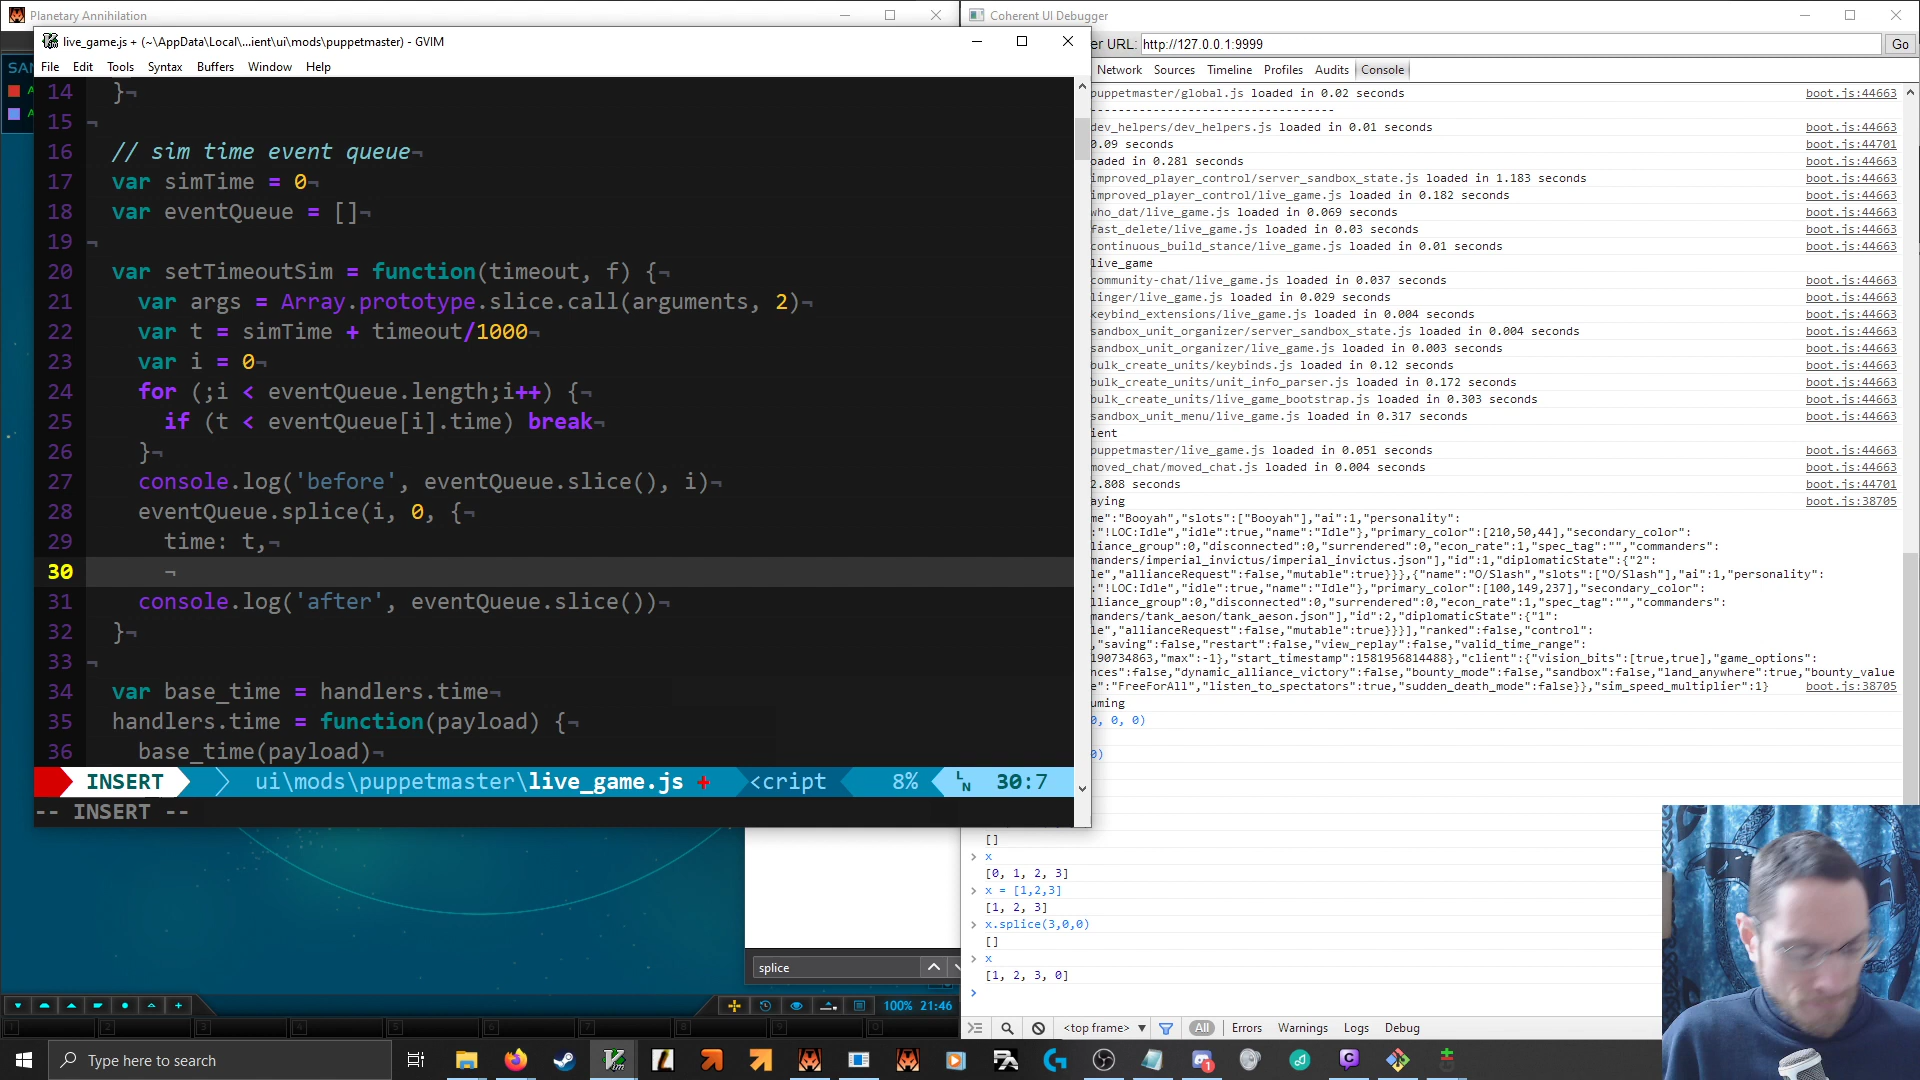 Planetary Annihilation
Coherent UI Debugger
live_game.js + (~\AppData\Local\...ient\ui\mods\puppetmaster) - GVIM
er URL: http://127.0.0.1:9999 Go
File Edit Tools Syntax Buffers Window Help
Network Sources Timeline Profiles Audits Console
14 }¬
15 ¬
16 // sim time event queue¬
17 var simTime = 0¬
18 var eventQueue = []¬
19 ¬
20 var setTimeoutSim = function(timeout, f) {¬
21 var args = Array.prototype.slice.call(arguments, 2)¬
22 var t = simTime + timeout/1000¬
23 var i = 0¬
24 for (;i < eventQueue.length;i++) {¬
25 if (t < eventQueue[i].time) break¬
26 }¬
27 console.log('before', eventQueue.slice(), i)¬
28 eventQueue.splice(i, 0, {¬
29 time: t,¬
30 ¬
31 console.log('after', eventQueue.slice())¬
32 }¬
33 ¬
34 var base_time = handlers.time¬
35 handlers.time = function(payload) {¬
36 base_time(payload)¬
INSERT ui\mods\puppetmaster\live_game.js + <cript 8% LN 30:7
-- INSERT --
puppetmaster/global.js loaded in 0.02 seconds boot.js:44663
----------------------------------
dev_helpers/dev_helpers.js loaded in 0.01 seconds boot.js:44663
0.09 seconds boot.js:44701
oaded in 0.281 seconds boot.js:44663
improved_player_control/server_sandbox_state.js loaded in 1.183 seconds boot.js:44663
improved_player_control/live_game.js loaded in 0.182 seconds boot.js:44663
who_dat/live_game.js loaded in 0.069 seconds boot.js:44663
fast_delete/live_game.js loaded in 0.03 seconds boot.js:44663
continuous_build_stance/live_game.js loaded in 0.01 seconds boot.js:44663
live_game
community-chat/live_game.js loaded in 0.037 seconds boot.js:44663
linger/live_game.js loaded in 0.029 seconds boot.js:44663
keybind_extensions/live_game.js loaded in 0.004 seconds boot.js:44663
sandbox_unit_organizer/server_sandbox_state.js loaded in 0.004 seconds boot.js:44663
sandbox_unit_organizer/live_game.js loaded in 0.003 seconds boot.js:44663
bulk_create_units/keybinds.js loaded in 0.12 seconds boot.js:44663
bulk_create_units/unit_info_parser.js loaded in 0.172 seconds boot.js:44663
bulk_create_units/live_game_bootstrap.js loaded in 0.303 seconds boot.js:44663
sandbox_unit_menu/live_game.js loaded in 0.317 seconds boot.js:44663
ient
puppetmaster/live_game.js loaded in 0.051 seconds boot.js:44663
moved_chat/moved_chat.js loaded in 0.004 seconds boot.js:44663
2.808 seconds boot.js:44701
aying boot.js:38705
me":"Booyah","slots":["Booyah"],"ai":1,"personality":
:"!LOC:Idle","idle":true,"name":"Idle"},"primary_color":[210,50,44],"secondary_color":
lliance_group":0,"disconnected":0,"surrendered":0,"econ_rate":1,"spec_tag":"","commanders":
manders/imperial_invictus/imperial_invictus.json"],"id":1,"diplomaticState":{"2":
le","allianceRequest":false,"mutable":true}}},{"name":"O/Slash","slots":["O/Slash"],"ai":1,"personality":
:"!LOC:Idle","idle":true,"name":"Idle"},"primary_color":[100,149,237],"secondary_color":
lliance_group":0,"disconnected":0,"surrendered":0,"econ_rate":1,"spec_tag":"","commanders":
manders/tank_aeson/tank_aeson.json"],"id":2,"diplomaticState":{"1":
le","allianceRequest":false,"mutable":true}}}],"ranked":false,"control":
,"saving":false,"restart":false,"view_replay":false,"valid_time_range":
190734863,"max":-1},"start_timestamp":1581956814488},"client":{"vision_bits":[true,true],"game_options":
nces":false,"dynamic_alliance_victory":false,"bounty_mode":false,"sandbox":false,"land_anywhere":true,"bounty_value
e":"FreeForAll","listen_to_spectators":true,"sudden_death_mode":false}},"sim_speed_multiplier":1} boot.js:38705
uming
0, 0, 0)
0)
[]
> x
[0, 1, 2, 3]
> x = [1,2,3]
[1, 2, 3]
> x.splice(3,0,0)
[]
> x
[1, 2, 3, 0]
>
splice
100% 21:46
1 2 3 4 5 6 7 8 9 0
<top frame> ▼ All Errors Warnings Logs Debug
Type here to search